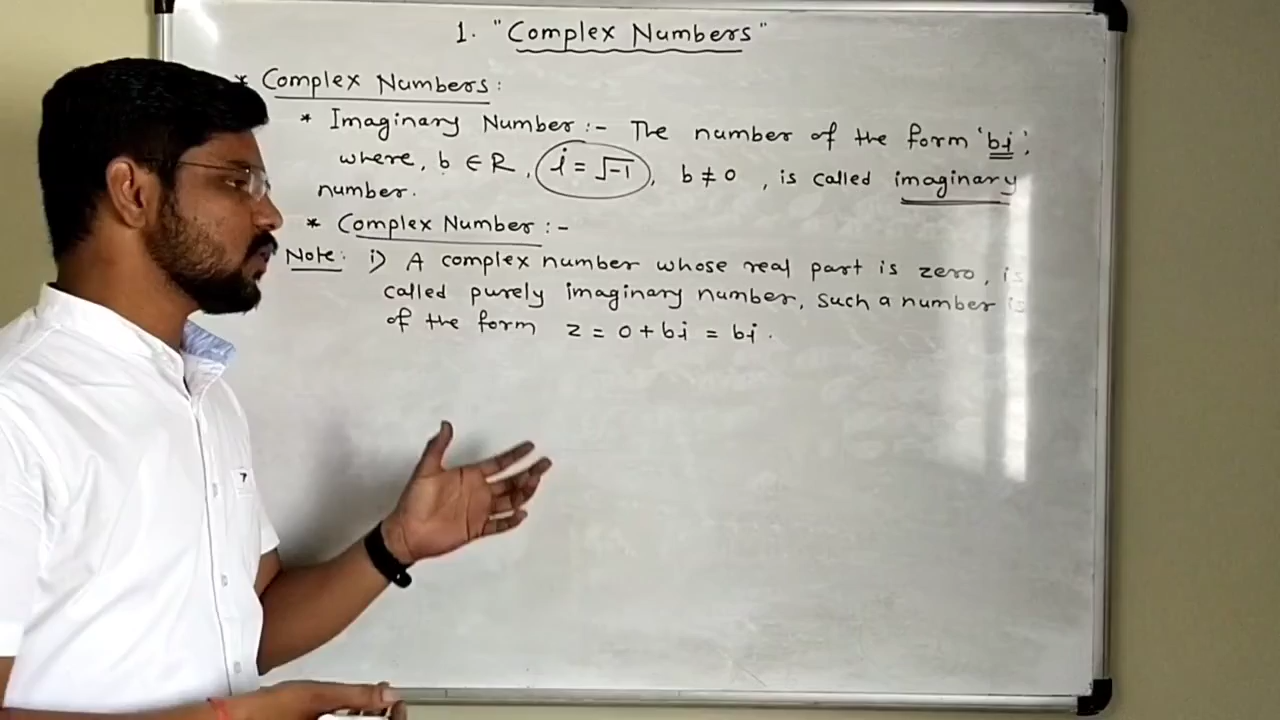 1. "Complex Numbers"
* Complex Numbers:
* Imaginary Number :- The number of the form 'bi',
where, b ∈ R, i = √-1, b ≠ 0, is called imaginary
number.
* Complex Number :-
Note: i) A complex number whose real part is zero, is
called purely imaginary number, such a number is
of the form z = 0 + bi = bi.